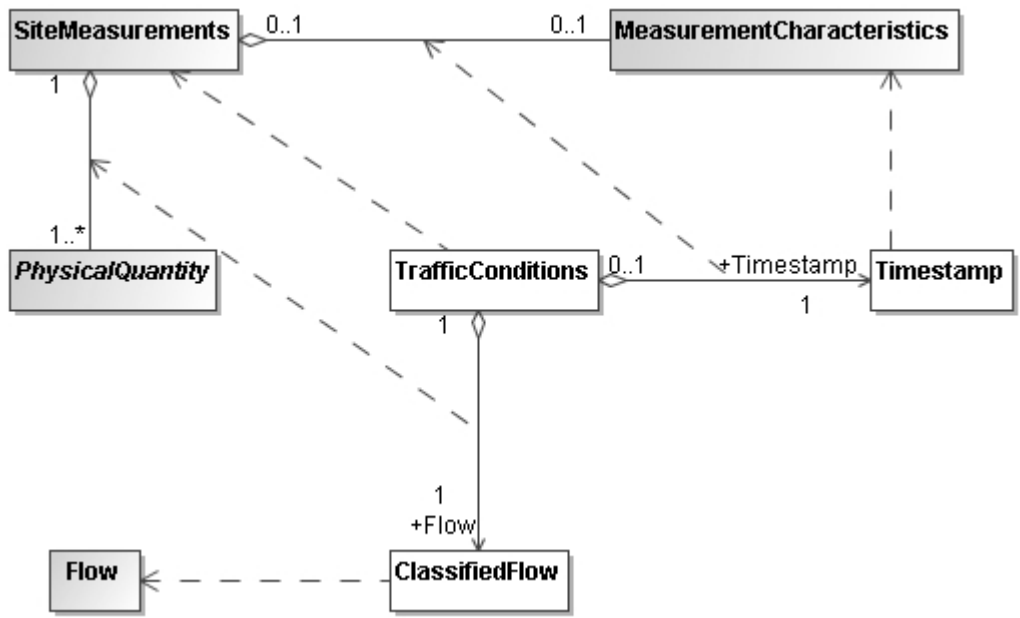 SiteMeasurements
0..1
0..1
MeasurementCharacteristics
1
1..*
PhysicalQuantity
TrafficConditions
0..1
+Timestamp
1
Timestamp
1
1
+Flow
Flow
ClassifiedFlow